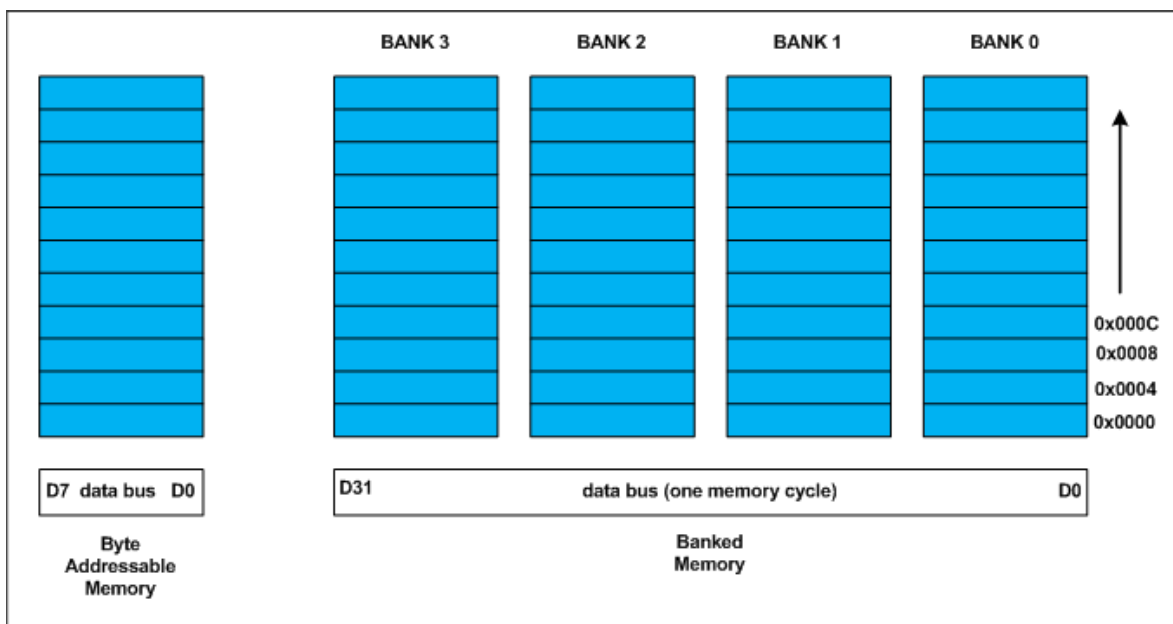 BANK 3 BANK 2 BANK 1 BANK 0
0x000C
0x0008
0x0004
0x0000
D7 data bus D0
D31 data bus (one memory cycle) D0
Byte
Addressable
Memory
Banked
Memory